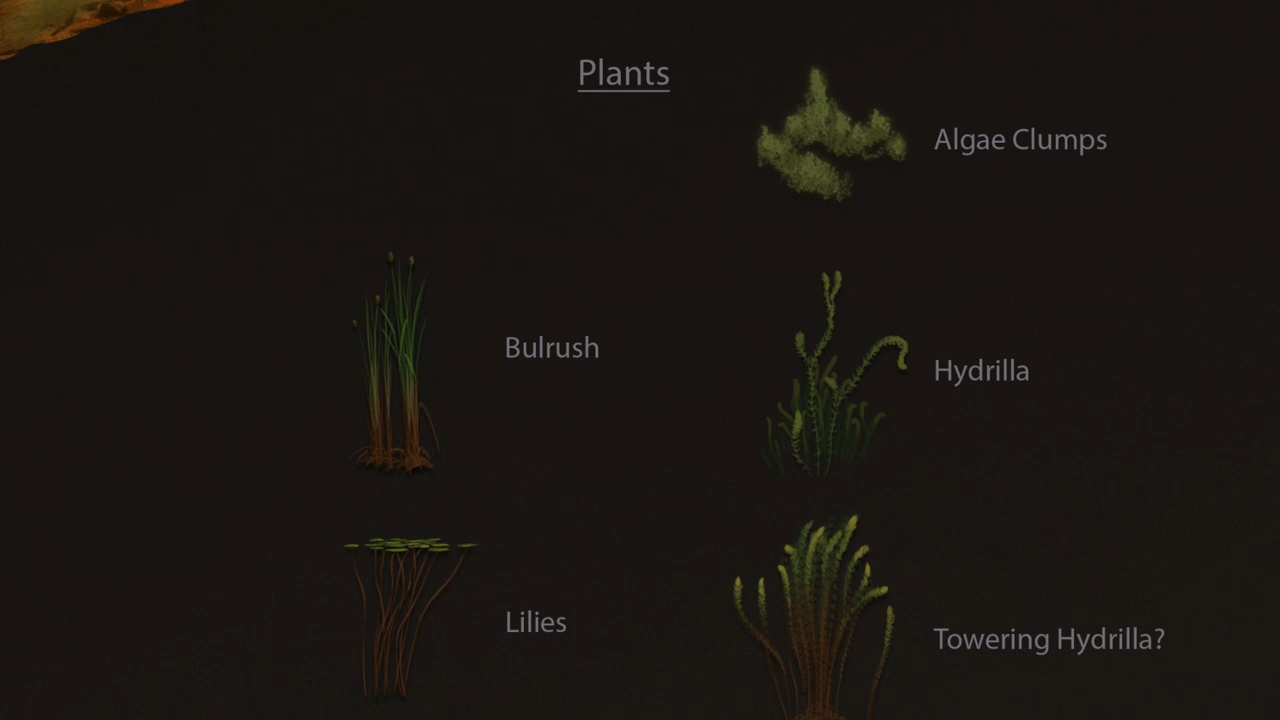 Plants
Algae Clumps
Bulrush
Hydrilla
Lilies
Towering Hydrilla?